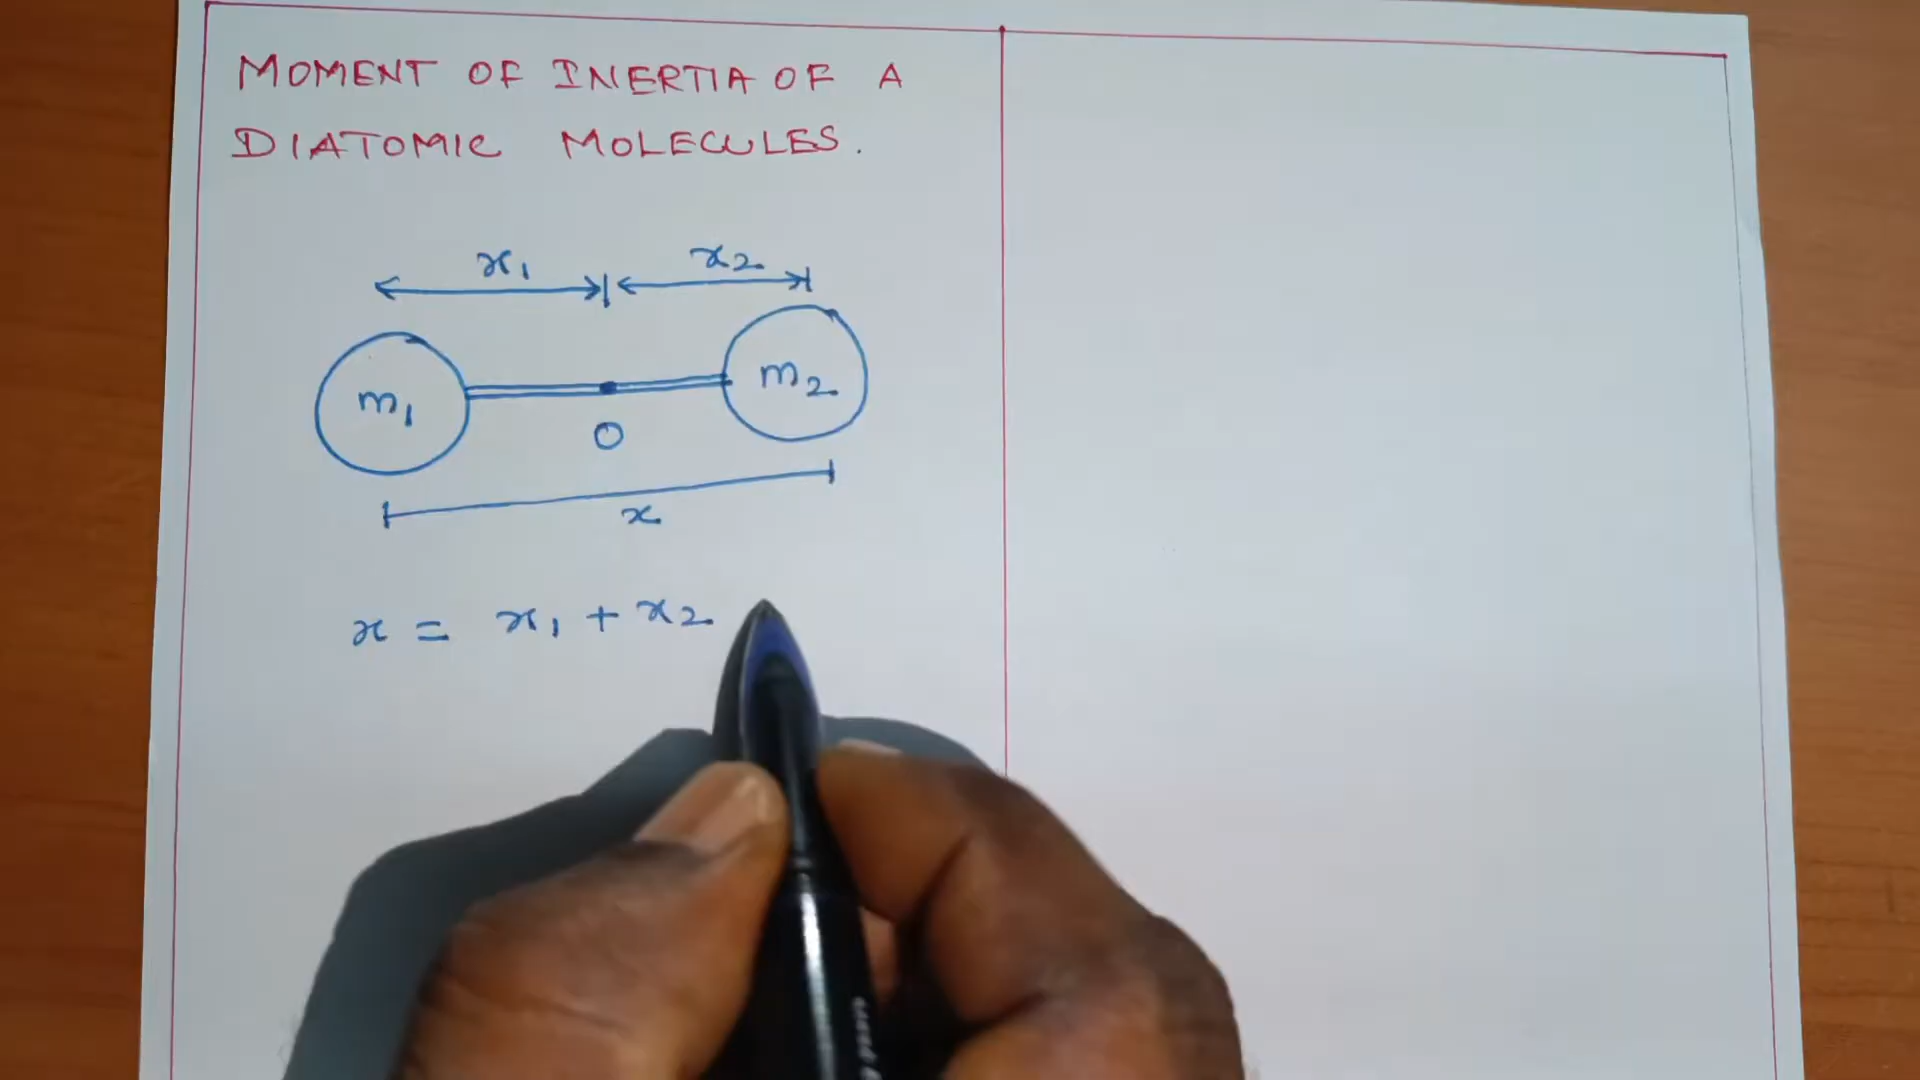 MOMENT OF INERTIA OF A
DIATOMIC MOLECULES.
x₁ x₂
m₁ m₂
O
x
x = x₁ + x₂